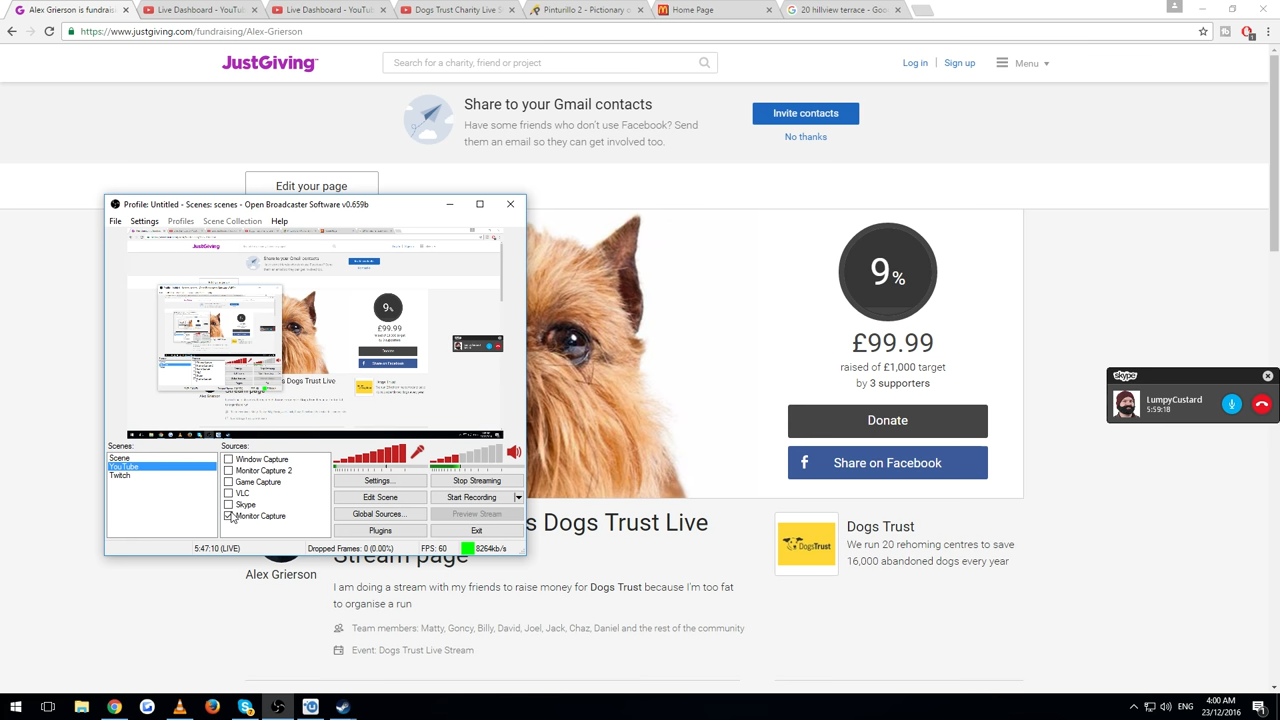 Alex Grierson is fundrais
Live Dashboard - YouTub
Live Dashboard - YouTub
Dogs Trust Charity Live S
Pinturillo 2 - Pictionary o
Home Page
20 hillview terrace - Goo
https://www.justgiving.com/fundraising/Alex-Grierson
JustGiving™
Search for a charity, friend or project
Log in
Sign up
Menu
Share to your Gmail contacts
Have some friends who don't use Facebook? Send
them an email so they can get involved too.
Invite contacts
No thanks
Edit your page
Profile: Untitled - Scenes: scenes - Open Broadcaster Software v0.659b
File Settings Profiles Scene Collection Help
Scenes:
Scene
YouTube
Twitch
Sources:
Window Capture
Monitor Capture 2
Game Capture
VLC
Skype
Monitor Capture
Settings...
Stop Streaming
Edit Scene
Start Recording
Global Sources...
Preview Stream
Plugins
Exit
5:47:10 (LIVE)
Dropped Frames: 0 (0.00%)
FPS: 60
8264kb/s
9%
£99.99
raised of £1,000 target
by 3 supporters
Donate
Share on Facebook
skype
LumpyCustard
5:59:18
s Dogs Trust Live
Stream page
Alex Grierson
I am doing a stream with my friends to raise money for Dogs Trust because I'm too fat
to organise a run
Team members: Matty, Goncy, Billy, David, Joel, Jack, Chaz, Daniel and the rest of the community
Event: Dogs Trust Live Stream
DogsTrust
Dogs Trust
We run 20 rehoming centres to save
16,000 abandoned dogs every year
ENG
4:00 AM
23/12/2016